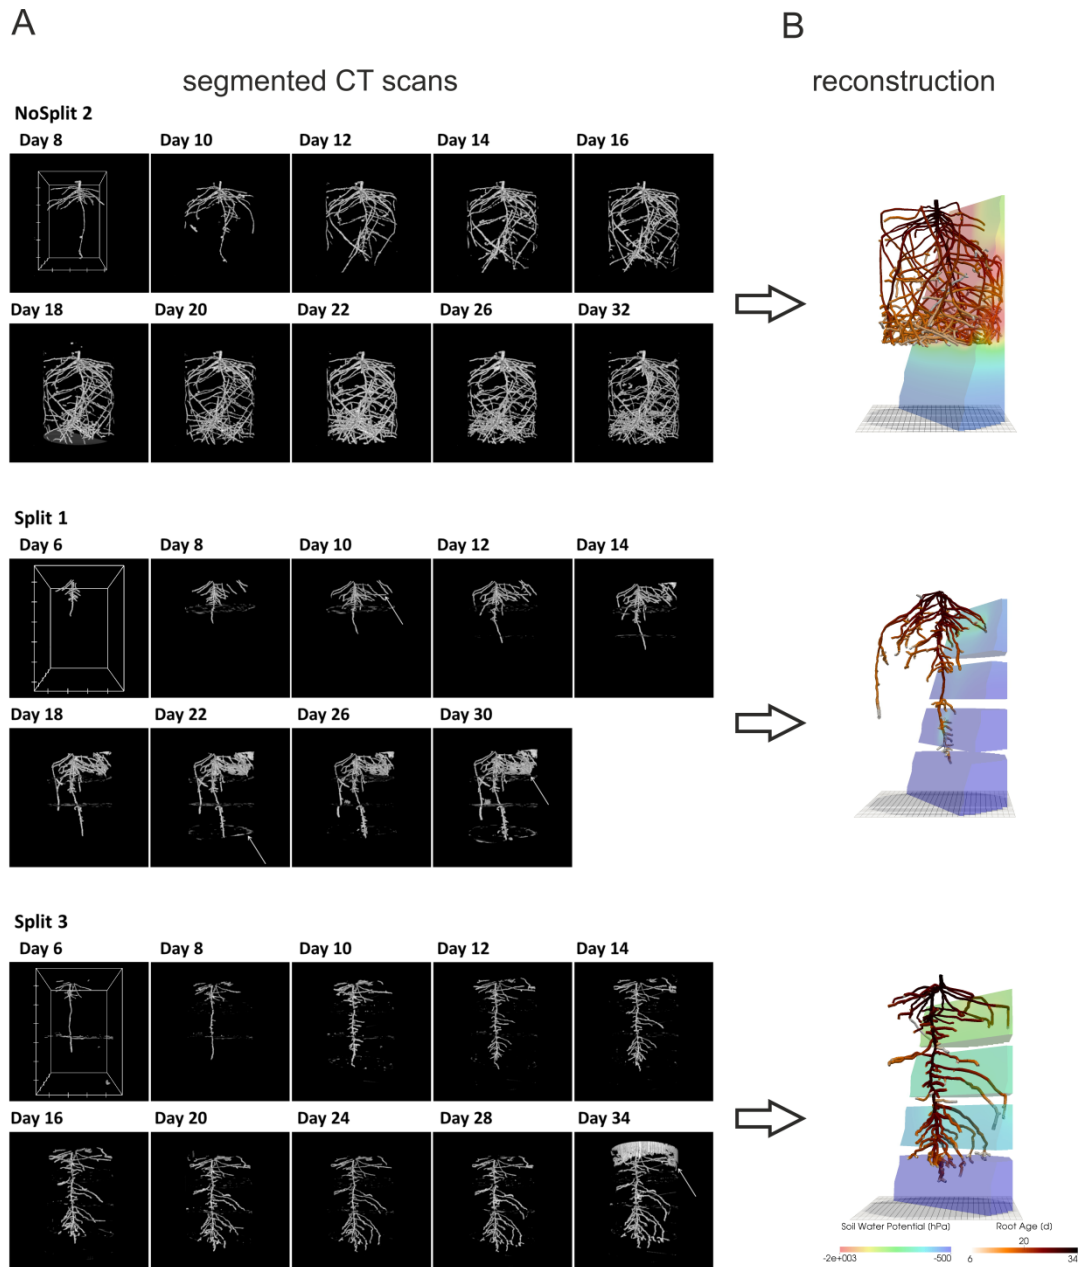 A
B
segmented CT scans
reconstruction
NoSplit 2
Day 8
Day 10
Day 12
Day 14
Day 16
Day 18
Day 20
Day 22
Day 26
Day 32
Split 1
Day 6
Day 8
Day 10
Day 12
Day 14
Day 18
Day 22
Day 26
Day 30
Split 3
Day 6
Day 8
Day 10
Day 12
Day 14
Day 16
Day 20
Day 24
Day 28
Day 34
Soil Water Potential [hPa]
Root Age [d]
20
-2e+003
-500
6
34